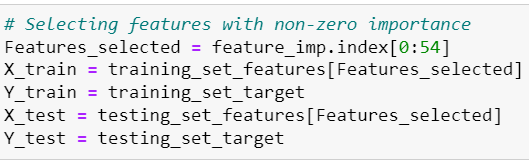 # Selecting features with non-zero importance
Features_selected = feature_imp.index[0:54]
X_train = training_set_features[Features_selected]
Y_train = training_set_target
X_test = testing_set_features[Features_selected]
Y_test = testing_set_target